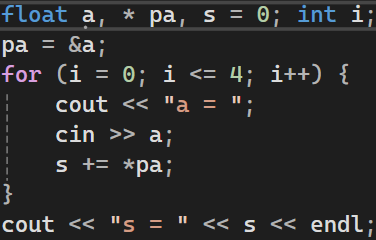 float a, * pa, s = 0; int i;
pa = &a;
for (i = 0; i <= 4; i++) {
    cout << "a = ";
    cin >> a;
    s += *pa;
}
cout << "s = " << s << endl;